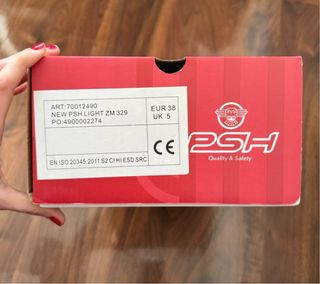 ART:70012490
NEW PSH LIGHT ZM 329
PO:4900002274
EUR 38
UK 5
EN ISO 20345:2011 S2 CI HI ESD SRC
CE
PSH
Quality & Safety